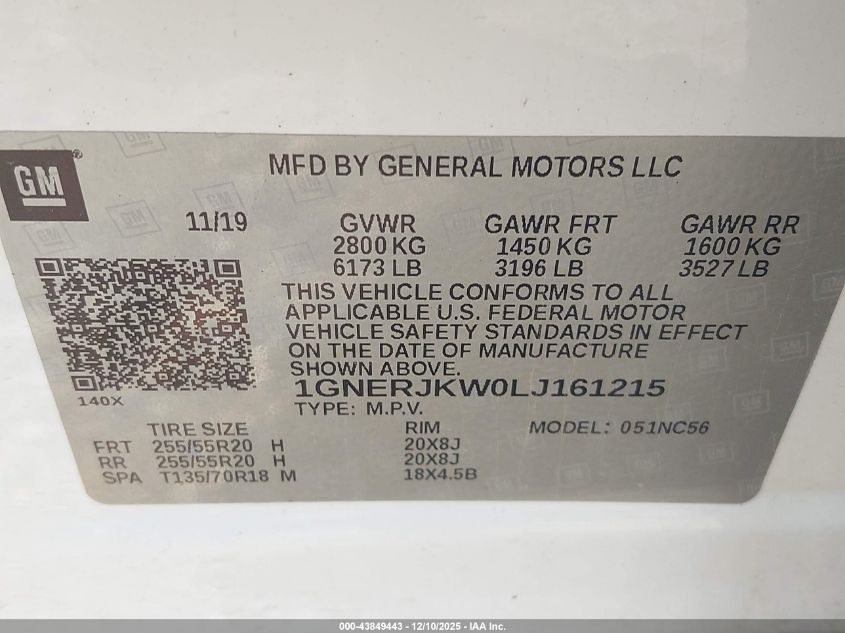 GM
®
MFD BY GENERAL MOTORS LLC
11/19 GVWR GAWR FRT GAWR RR
2800 KG 1450 KG 1600 KG
6173 LB 3196 LB 3527 LB
THIS VEHICLE CONFORMS TO ALL
APPLICABLE U.S. FEDERAL MOTOR
VEHICLE SAFETY STANDARDS IN EFFECT
ON THE DATE OF MANUFACTURE
SHOWN ABOVE.
1GNERJKW0LJ161215
140X
TYPE: M.P.V.
TIRE SIZE RIM MODEL: 051NC56
FRT 255/55R20 H 20X8J
RR 255/55R20 H 20X8J
SPA T135/70R18 M 18X4.5B
000-43849443 - 12/10/2025 - IAA Inc.